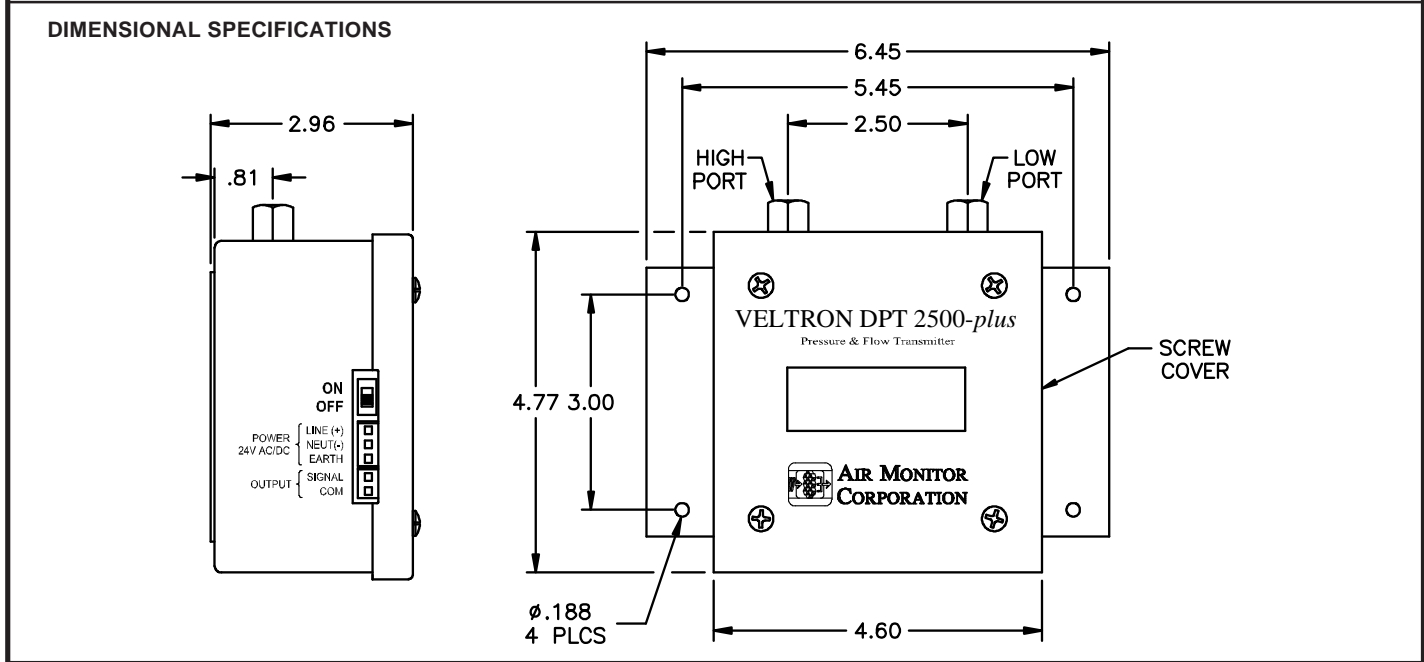 DIMENSIONAL SPECIFICATIONS
6.45
5.45
2.96
2.50
HIGH
PORT
LOW
PORT
.81
VELTRON DPT 2500-plus
Pressure & Flow Transmitter
SCREW
COVER
ON
OFF
4.77 3.00
POWER
24V AC/DC
LINE (+)
NEUT(-)
EARTH
OUTPUT
SIGNAL
COM
AIR MONITOR
CORPORATION
ø.188
4 PLCS
4.60